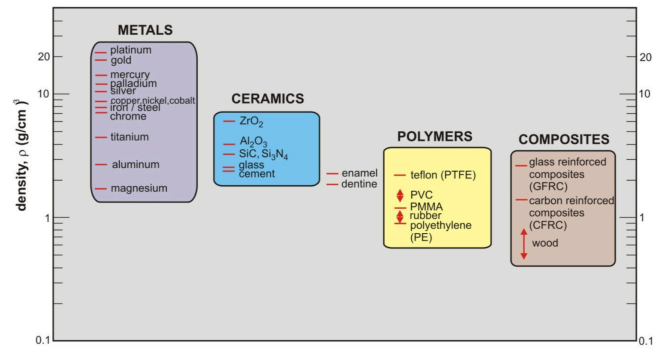 METALS
platinum
gold
mercury
palladium
silver
copper,nickel,cobalt
iron / steel
chrome
titanium
aluminum
magnesium
CERAMICS
ZrO2
Al2O3
SiC, Si3N4
glass
cement
enamel
dentine
POLYMERS
teflon (PTFE)
PVC
PMMA
rubber
polyethylene
(PE)
COMPOSITES
glass reinforced
composites
(GFRC)
carbon reinforced
composites
(CFRC)
wood
density, ρ (g/cm)³
20
10
1
0.1
20
10
1
0.1